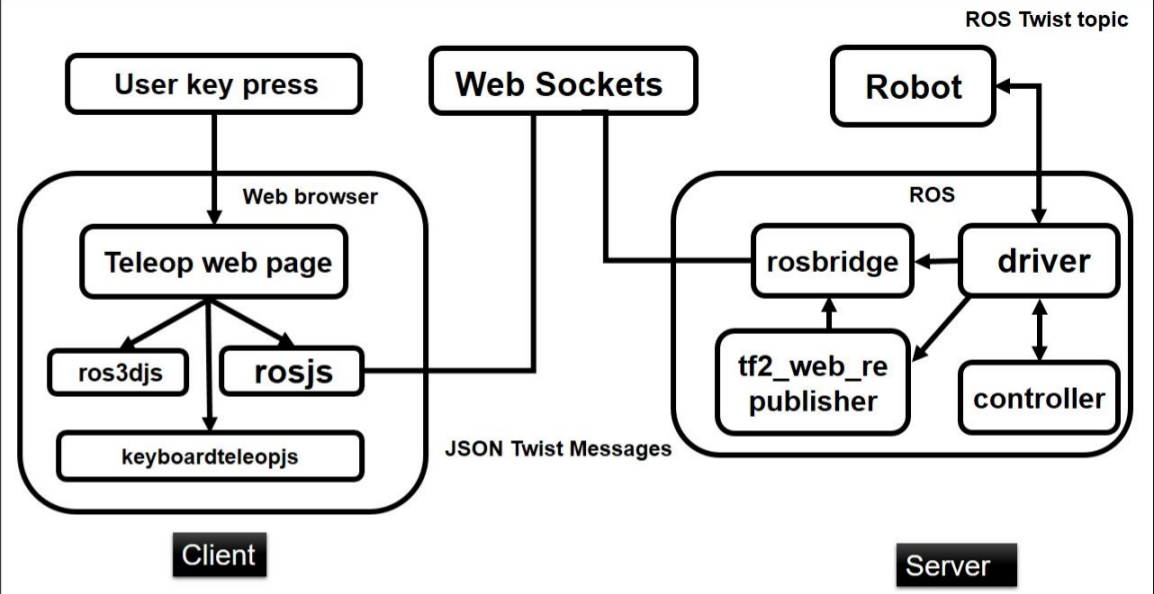 ROS Twist topic
User key press
Web Sockets
Robot
Web browser
ROS
Teleop web page
rosbridge
driver
ros3djs
rosjs
tf2_web_re
publisher
controller
keyboardteleopjs
JSON Twist Messages
Client
Server